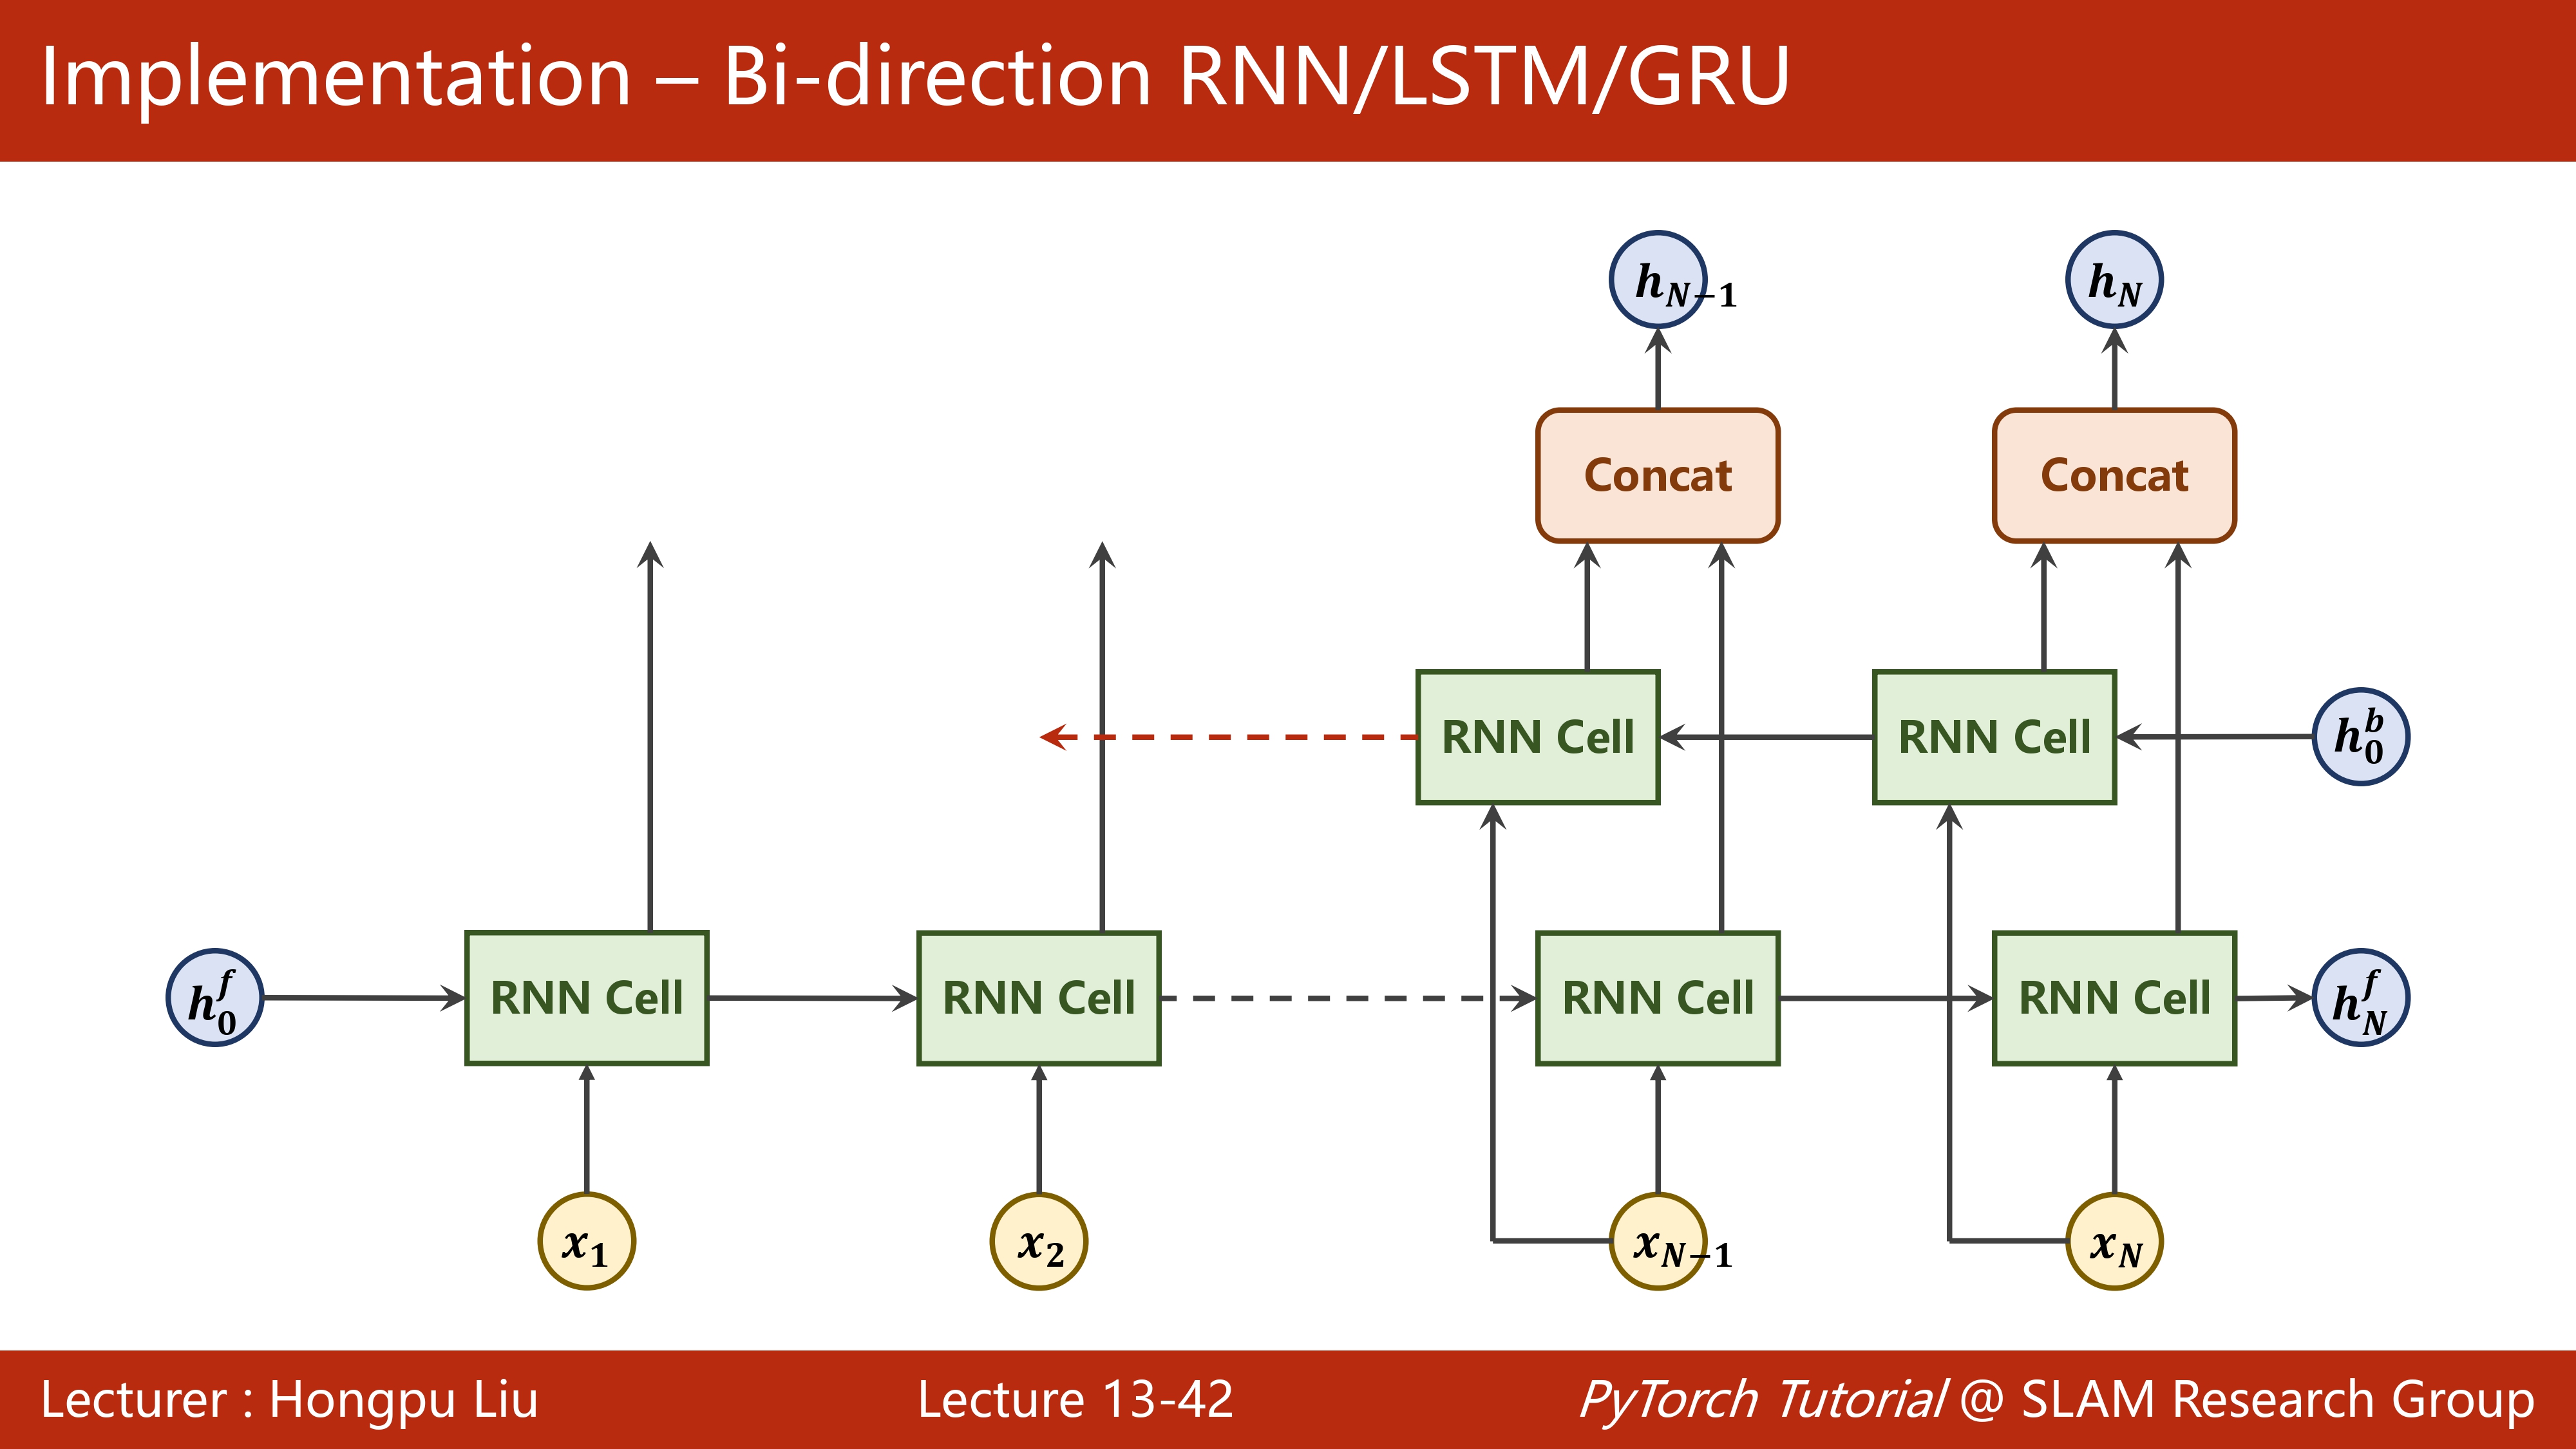 Implementation – Bi-direction RNN/LSTM/GRU
h_{N-1} h_N
Concat Concat
RNN Cell RNN Cell h_0^b
h_0^f RNN Cell RNN Cell RNN Cell RNN Cell h_N^f
x_1 x_2 x_{N-1} x_N
Lecturer : Hongpu Liu Lecture 13-42 PyTorch Tutorial @ SLAM Research Group